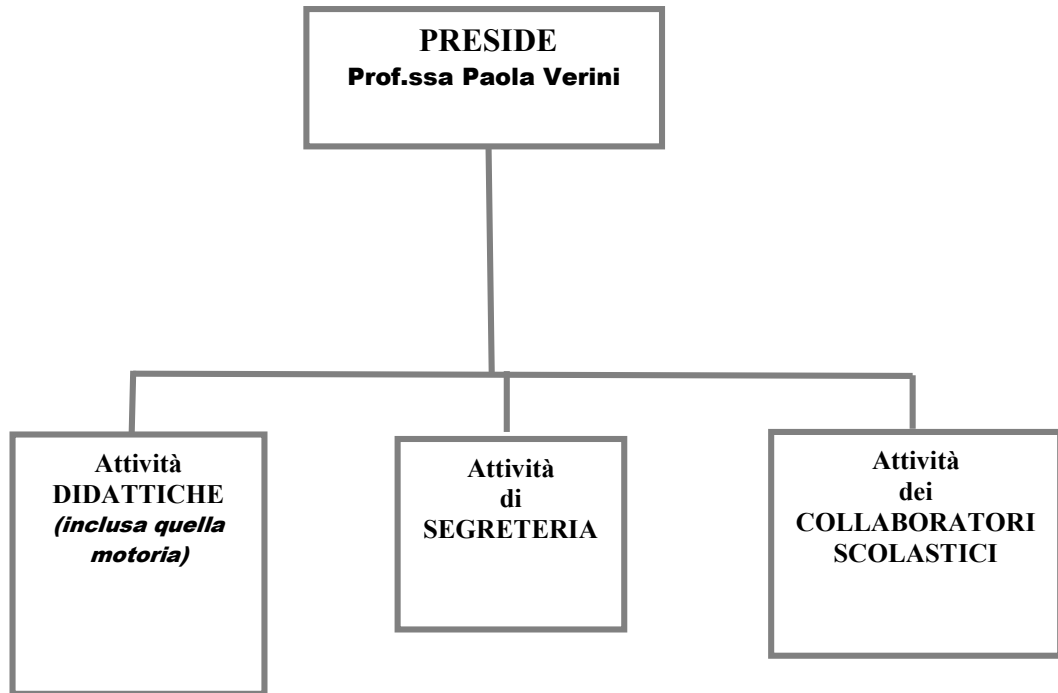 PRESIDE
Prof.ssa Paola Verini
Attività
DIDATTICHE
(inclusa quella
motoria)
Attività
di
SEGRETERIA
Attività
dei
COLLABORATORI
SCOLASTICI